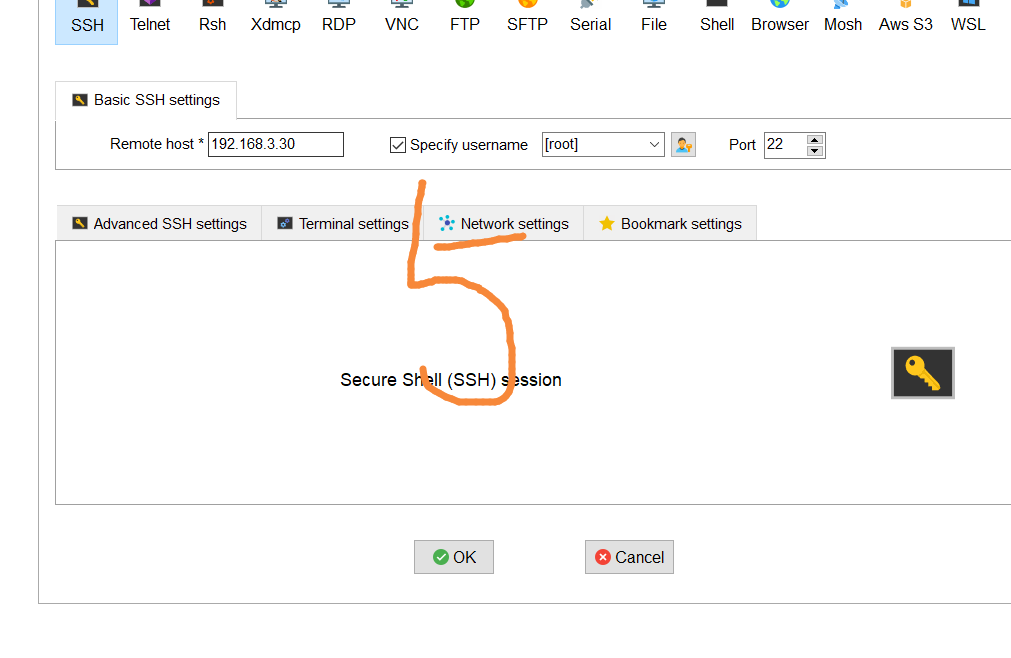 SSH Telnet Rsh Xdmcp RDP VNC FTP SFTP Serial File Shell Browser Mosh Aws S3 WSL
Basic SSH settings
Remote host * 192.168.3.30 Specify username [root] Port 22
Advanced SSH settings Terminal settings Network settings Bookmark settings
5
Secure Shell (SSH) session
OK Cancel